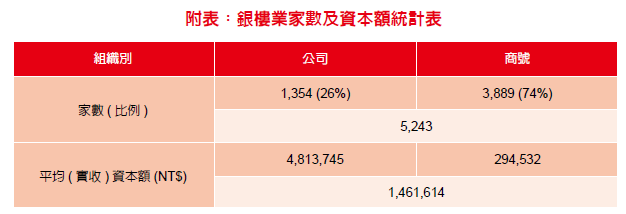 附表：銀樓業家數及資本額統計表
組織別 公司 商號
家數 ( 比例 ) 1,354 (26%) 3,889 (74%)
5,243
平均 ( 實收 ) 資本額 (NT$) 4,813,745 294,532
1,461,614